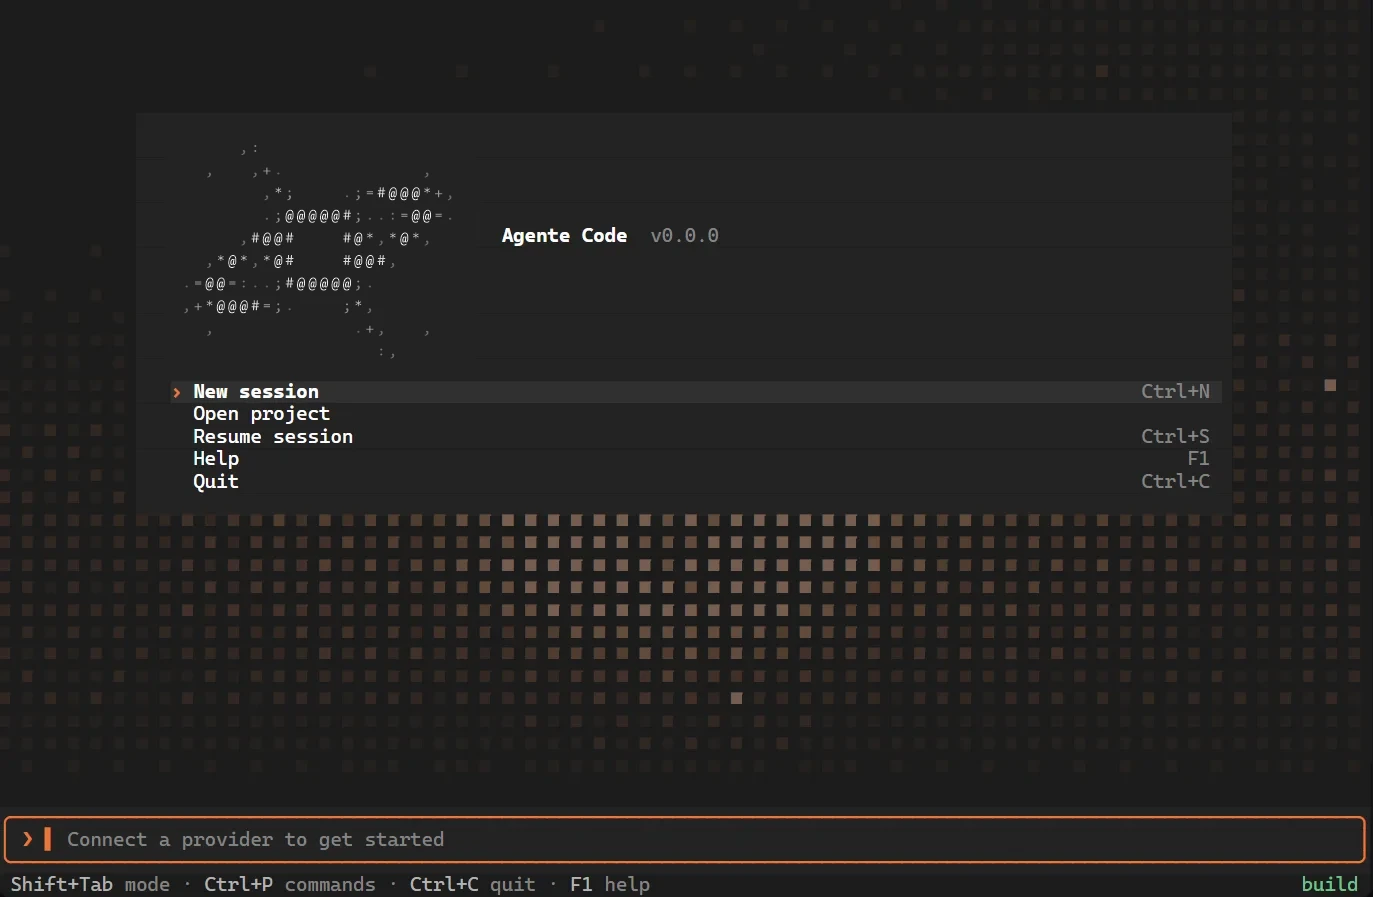 Agente Code v0.0.0
› New session Ctrl+N
Open project
Resume session Ctrl+S
Help F1
Quit Ctrl+C
❯ Connect a provider to get started
Shift+Tab mode · Ctrl+P commands · Ctrl+C quit · F1 help build